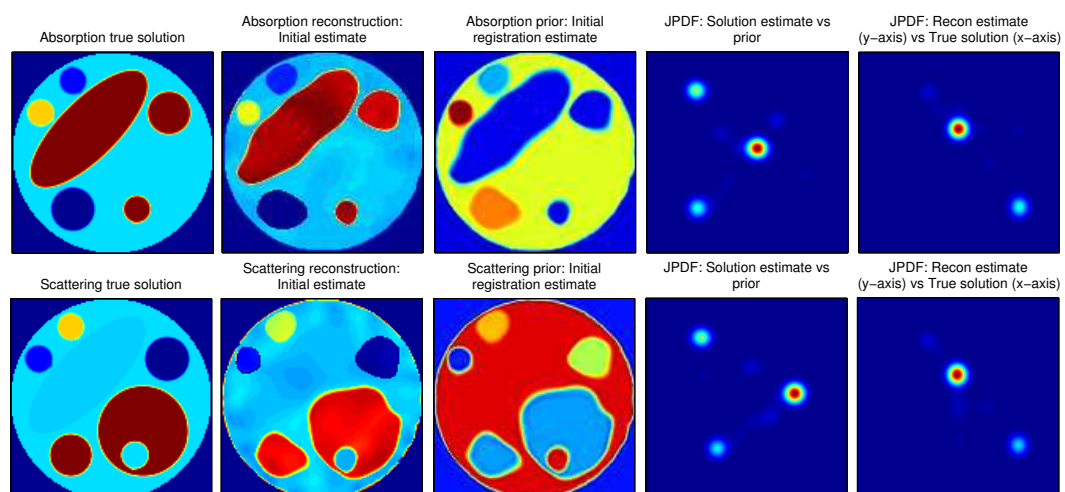 Absorption true solution
Absorption reconstruction:
Initial estimate
Absorption prior: Initial
registration estimate
JPDF: Solution estimate vs
prior
JPDF: Recon estimate
(y−axis) vs True solution (x−axis)
Scattering true solution
Scattering reconstruction:
Initial estimate
Scattering prior: Initial
registration estimate
JPDF: Solution estimate vs
prior
JPDF: Recon estimate
(y−axis) vs True solution (x−axis)